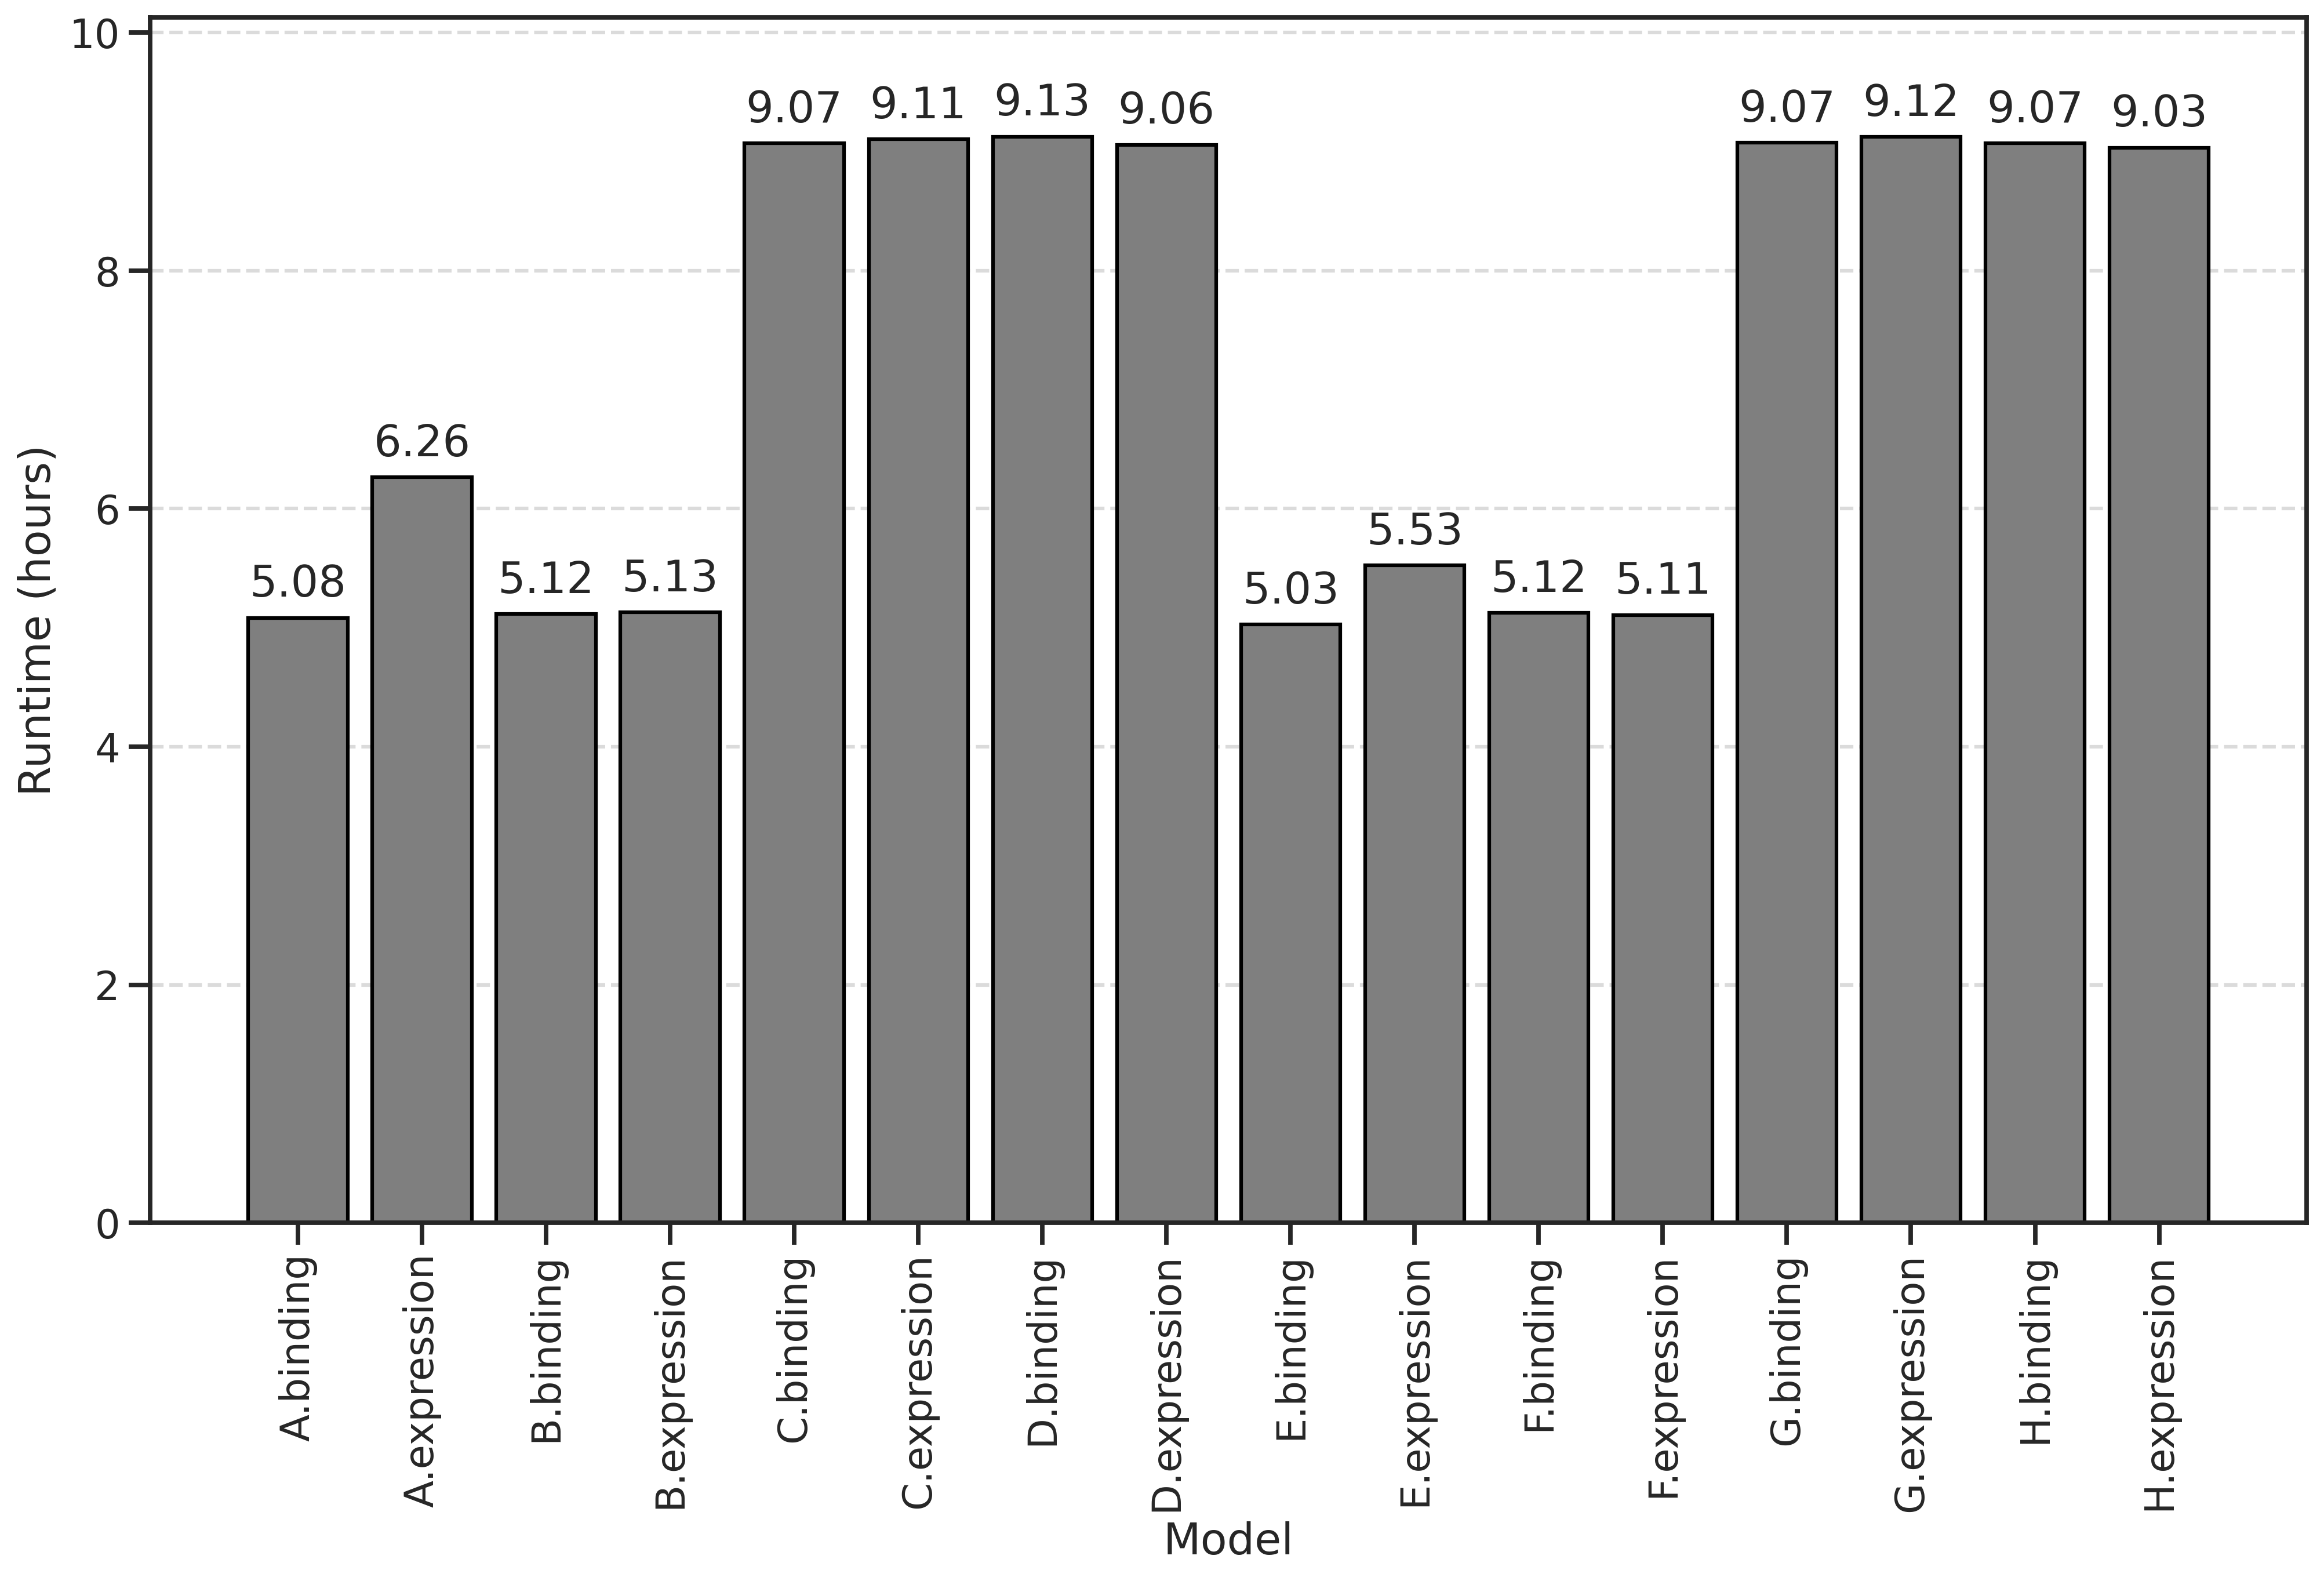 Runtime (hours)
10
8
6
4
2
0
5.08
6.26
5.12
5.13
9.07
9.11
9.13
9.06
5.03
5.53
5.12
5.11
9.07
9.12
9.07
9.03
A.binding
A.expression
B.binding
B.expression
C.binding
C.expression
D.binding
D.expression
E.binding
E.expression
F.binding
F.expression
G.binding
G.expression
H.binding
H.expression
Model